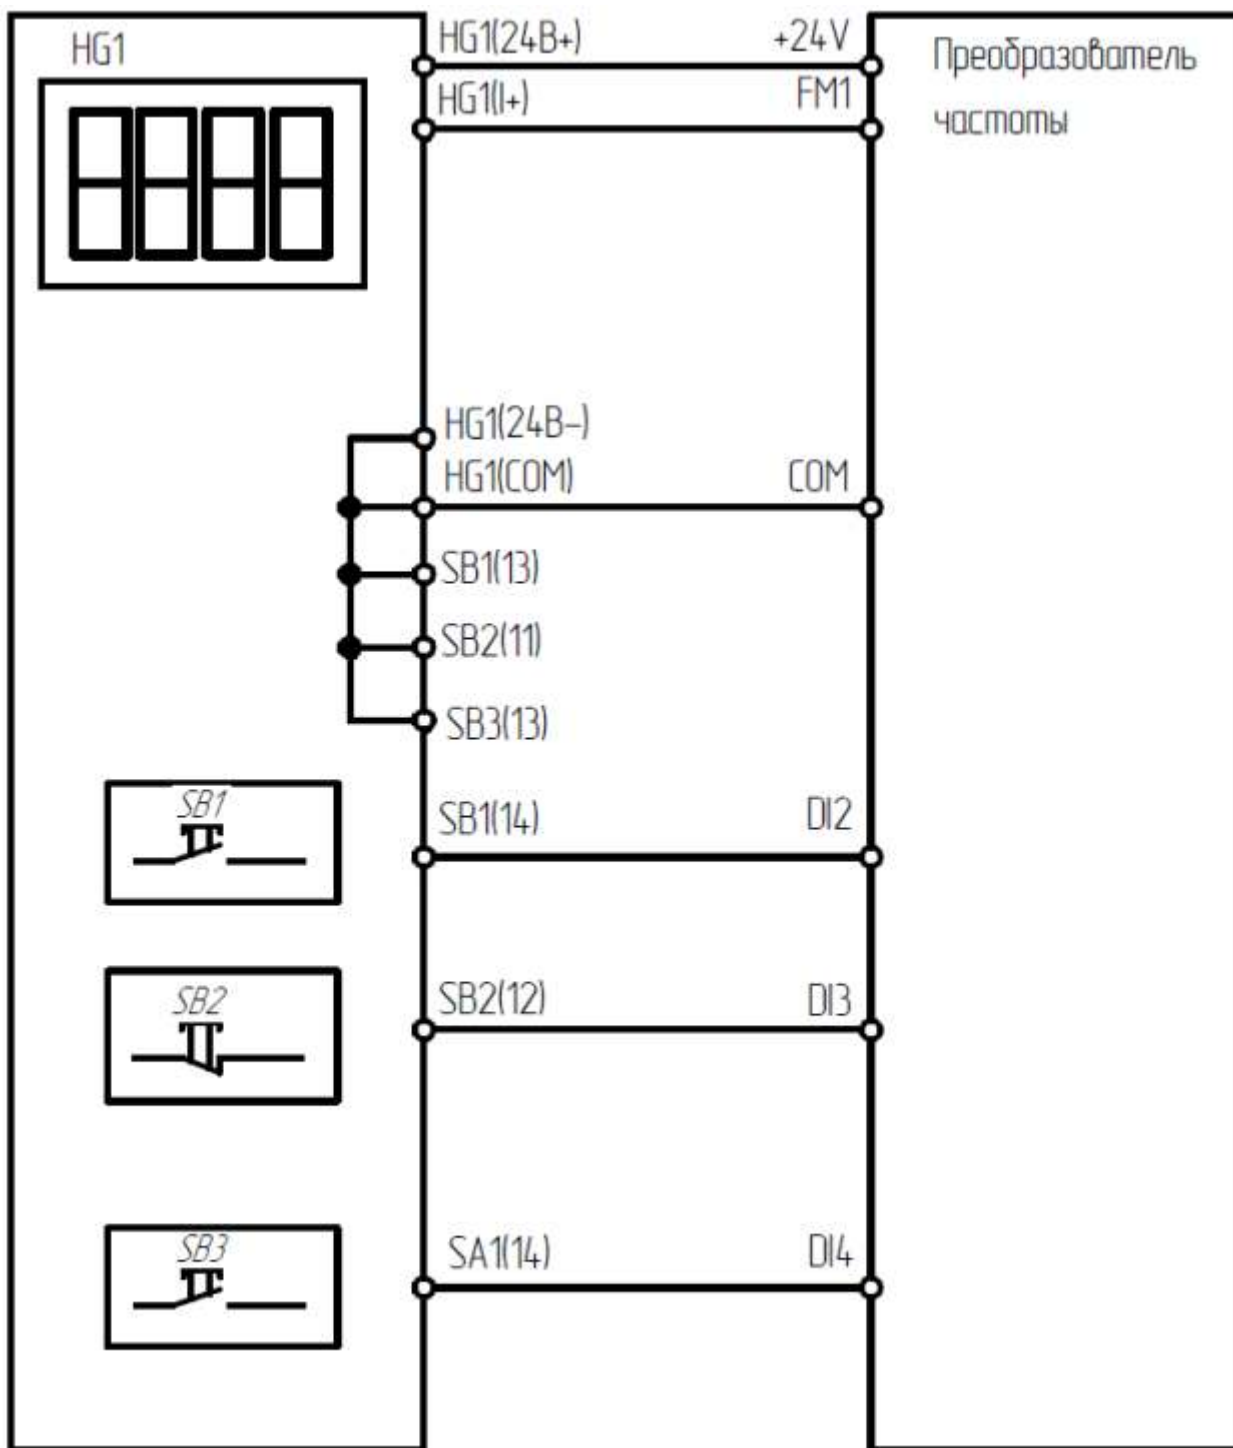 HG1
HG1(24В+)
+24V
Преобразователь
частоты
HG1(I+)
FM1
HG1(24В–)
HG1(COM)
COM
SB1(13)
SB2(11)
SB3(13)
SB1
SB1(14)
DI2
SB2
SB2(12)
DI3
SB3
SA1(14)
DI4